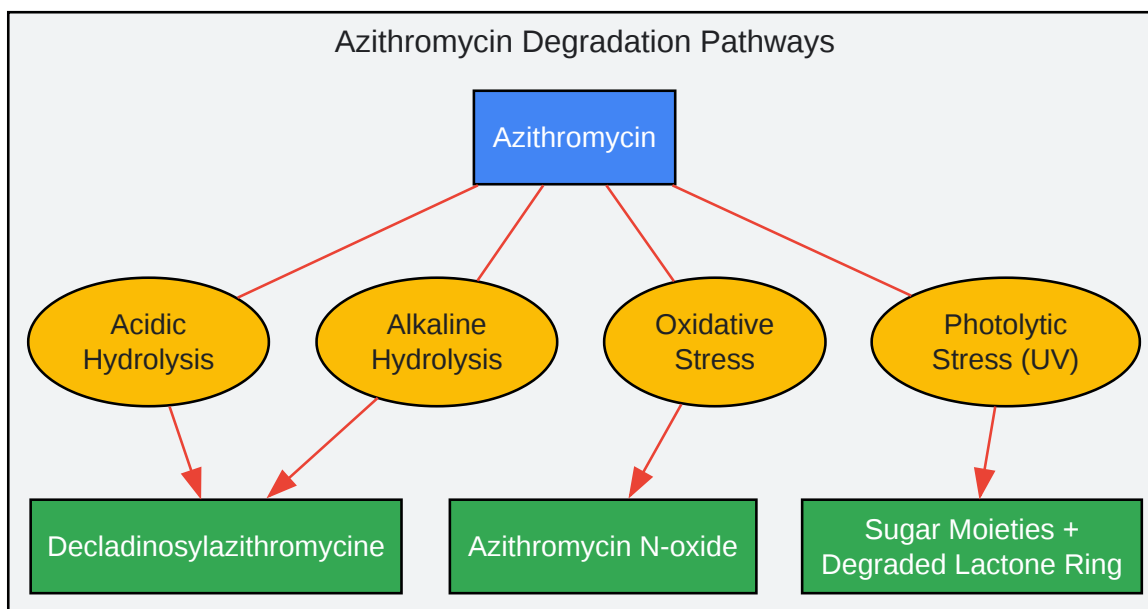 Azithromycin Degradation Pathways
Azithromycin
Acidic
Hydrolysis
Alkaline
Hydrolysis
Oxidative
Stress
Photolytic
Stress (UV)
Decladinosylazithromycine
Azithromycin N-oxide
Sugar Moieties +
Degraded Lactone Ring